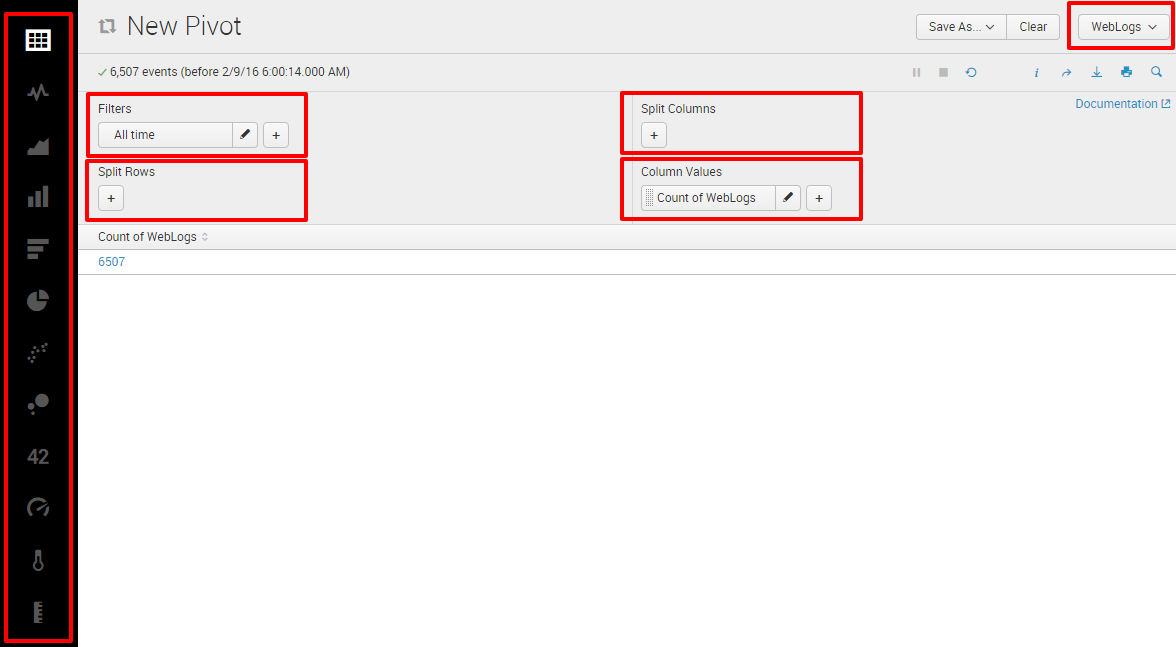 New Pivot
Save As...
Clear
WebLogs
6,507 events (before 2/9/16 6:00:14.000 AM)
i
Documentation
Filters
All time
+
Split Columns
+
Split Rows
+
Column Values
Count of WebLogs
+
Count of WebLogs
6507
42